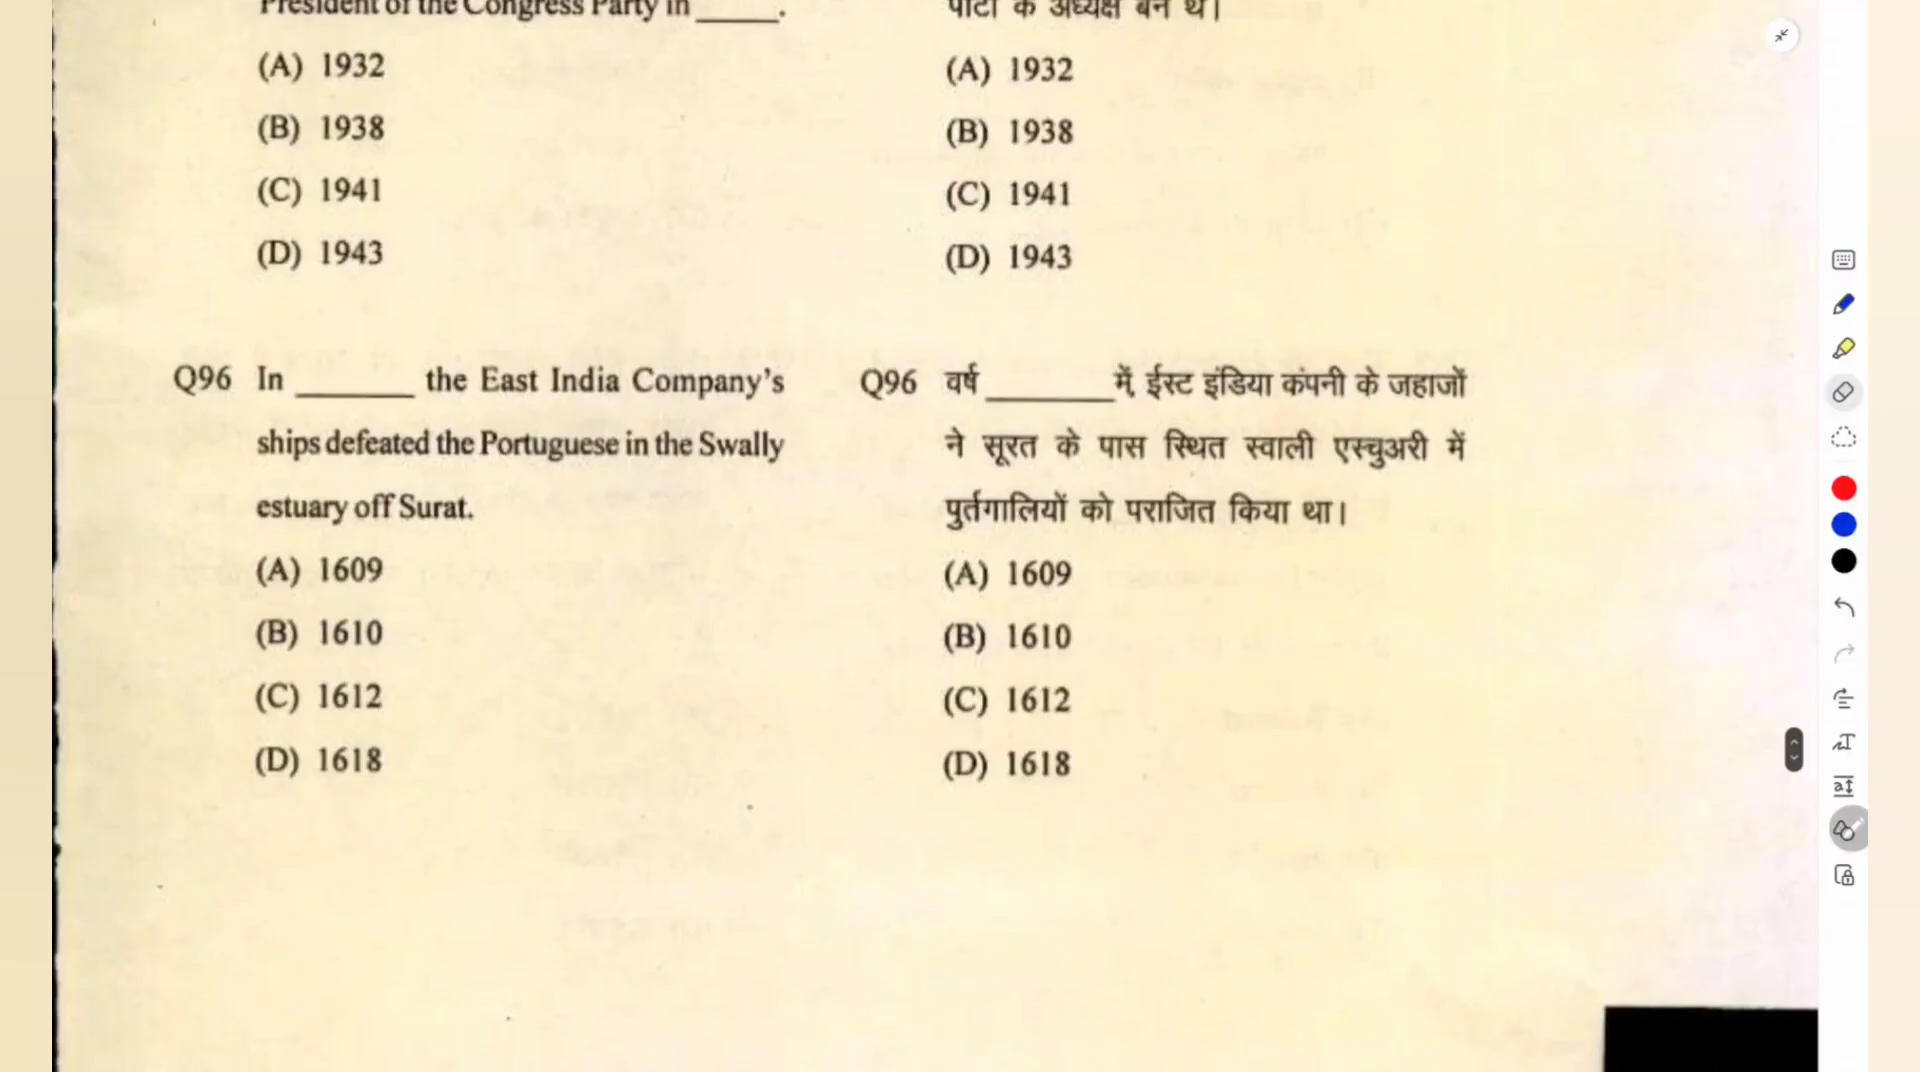 President of the Congress Party in ______.
(A) 1932
(B) 1938
(C) 1941
(D) 1943
Q96 In ________ the East India Company's
ships defeated the Portuguese in the Swally
estuary off Surat.
(A) 1609
(B) 1610
(C) 1612
(D) 1618
पार्टी के अध्यक्ष बने थे।
(A) 1932
(B) 1938
(C) 1941
(D) 1943
Q96 वर्ष _________में, ईस्ट इंडिया कंपनी के जहाजों
ने सूरत के पास स्थित स्वाली एस्चुअरी में
पुर्तगालियों को पराजित किया था।
(A) 1609
(B) 1610
(C) 1612
(D) 1618